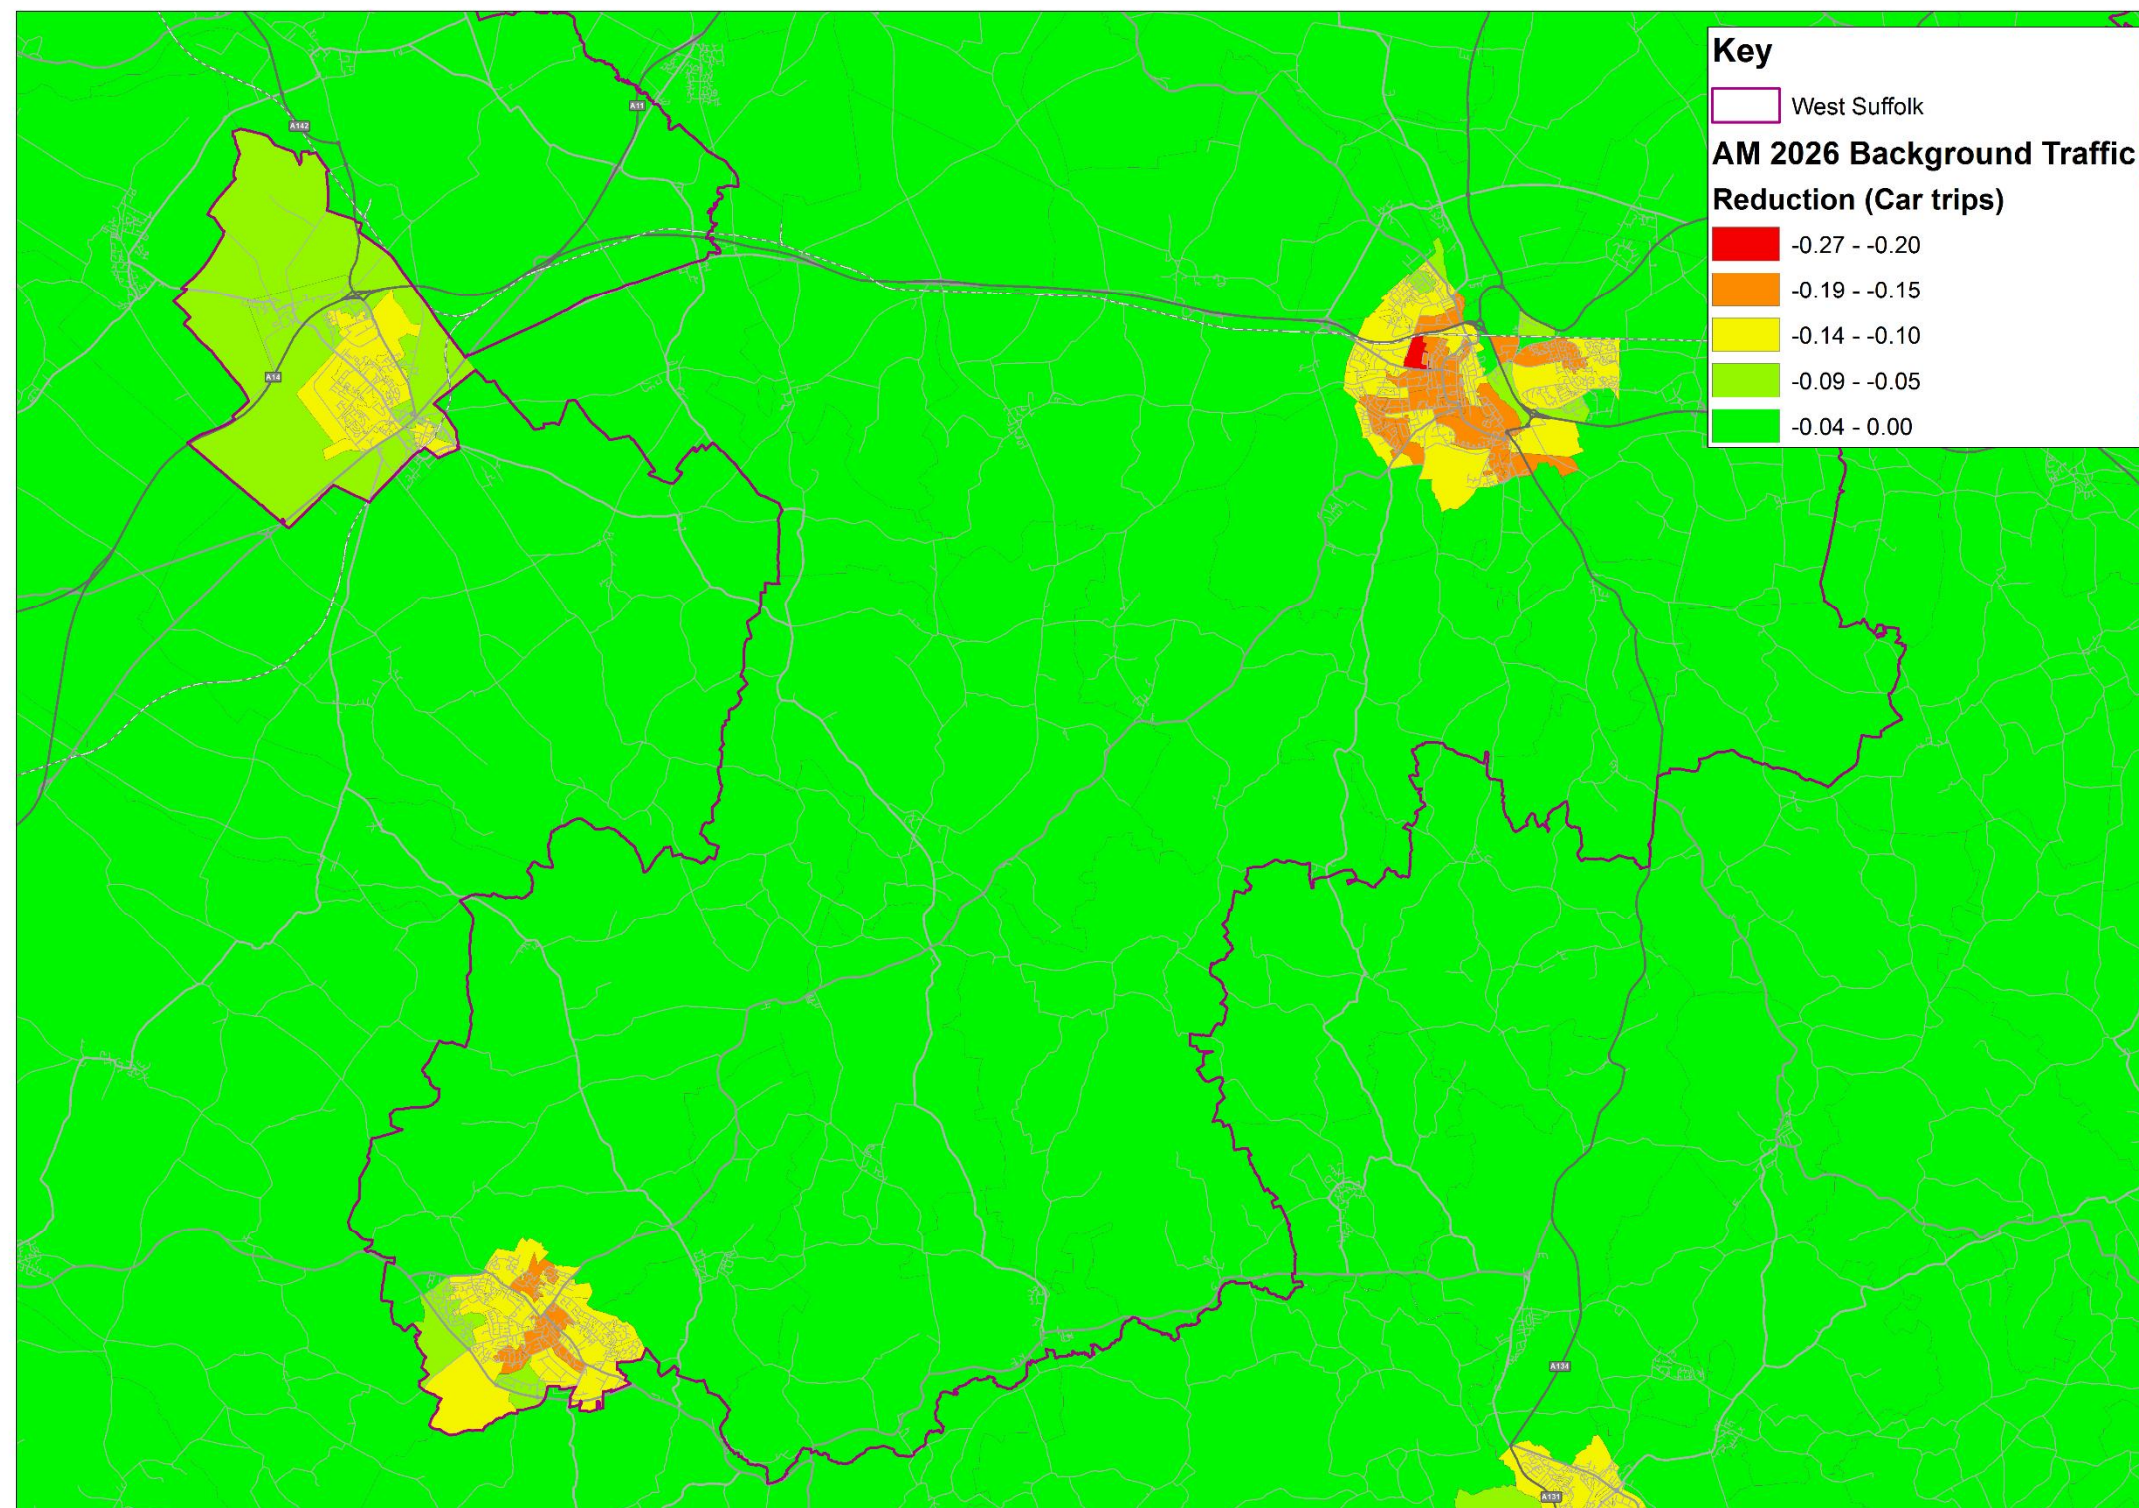 Key
West Suffolk
AM 2026 Background Traffic
Reduction (Car trips)
-0.27 - -0.20
-0.19 - -0.15
-0.14 - -0.10
-0.09 - -0.05
-0.04 - 0.00
A11
A142
A14
A134
A131